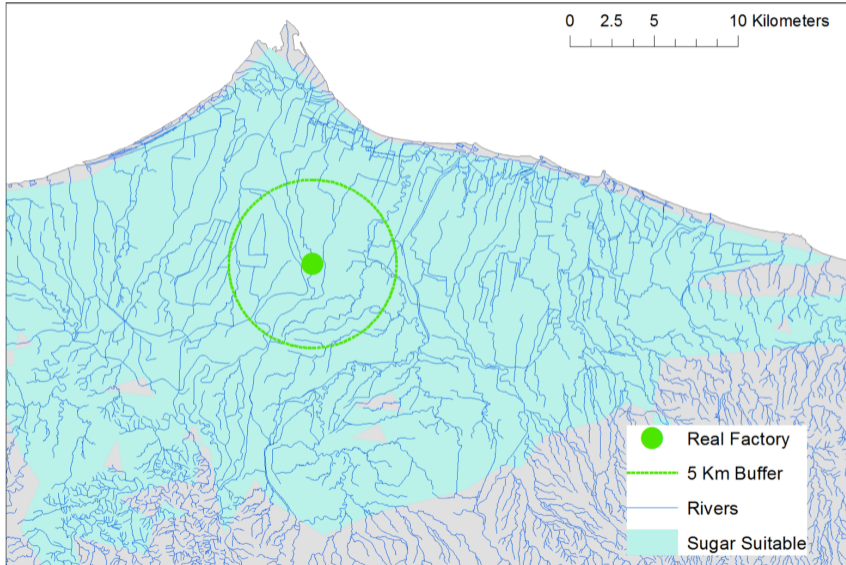 0 2.5 5 10 Kilometers
Real Factory
5 Km Buffer
Rivers
Sugar Suitable